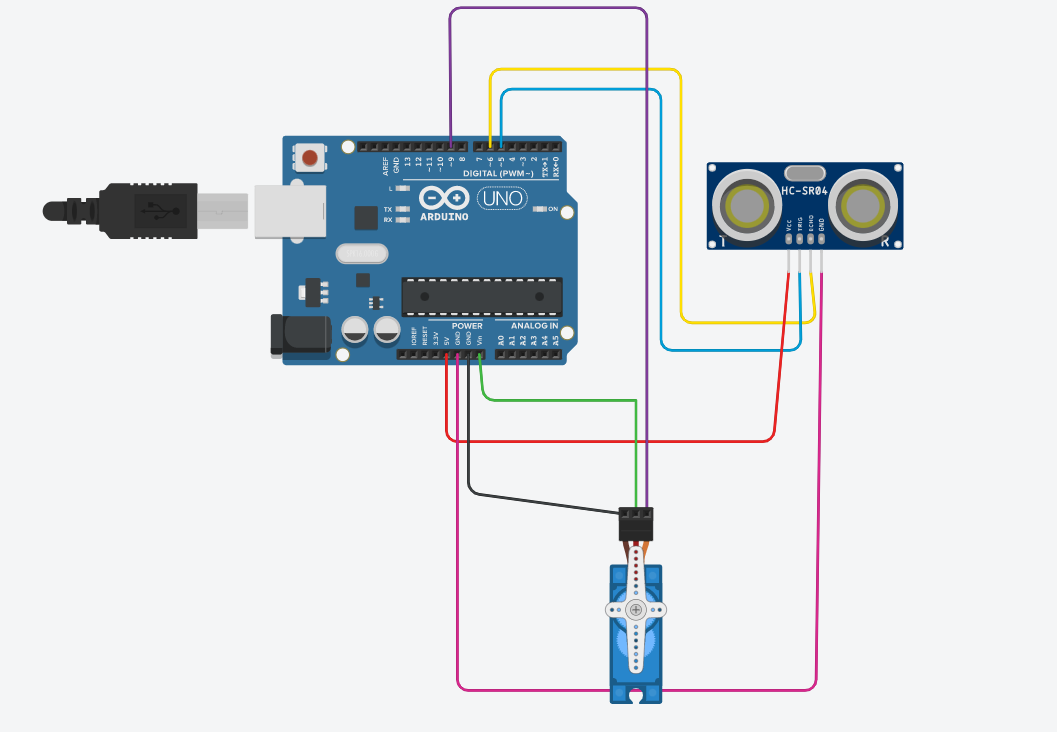 AREF
GND
13
12
~11
~10
~9
8
7
~6
~5
4
~3
2
TX→1
RX←0
DIGITAL (PWM~)
L
TX
RX
UNO
ARDUINO
ON
HC-SR04
Vcc
TRIG
ECHO
GND
T
R
POWER
ANALOG IN
IOREF
RESET
3.3V
5V
GND
GND
Vin
A0
A1
A2
A3
A4
A5